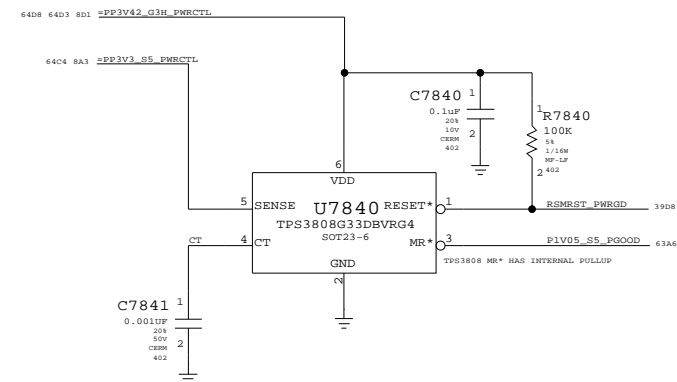 64D8 64D3 8D1 =PP3V42_G3H_PWRCTL
64C4 8A3 =PP3V3_S5_PWRCTL
C7840 1
0.1uF
20%
10V
CERM
402
2
1
R7840
100K
5%
1/16W
MF-LF
402
2
6
VDD
5 SENSE U7840 RESET* 1 RSMRST_PWRGD 39D8
TPS3808G33DBVRG4
SOT23-6
CT 4 CT MR* 3 P1V05_S5_PGOOD 63A6
GND
TPS3808 MR* HAS INTERNAL PULLUP
2
C7841 1
0.001UF
20%
50V
CERM
402
2